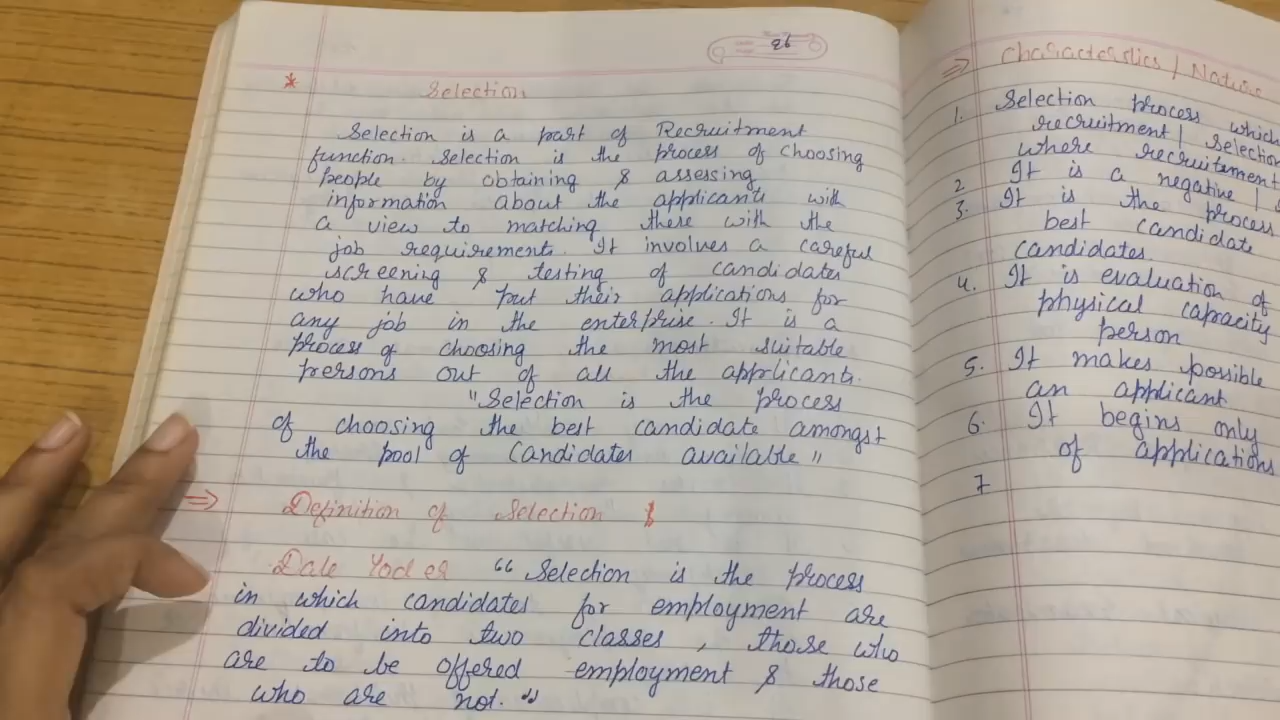 26
* Selection
Selection is a part of Recruitment
function. Selection is the process of choosing
people by obtaining & assessing
information about the applicants with
a view to matching these with the
job requirements. It involves a careful
screening & testing of candidates
who have put their applications for
any job in the enterprise. It is a
process of choosing the most suitable
persons out of all the applicants.
"Selection is the process
of choosing the best candidate amongst
the pool of Candidates available"
⇒ Definition of Selection
Dale Yoder "Selection is the process
in which candidates for employment are
divided into two classes, those who
are to be offered employment & those
who are not."
⇒ Characteristics / Nature
1. Selection process which
recruitment / selection
where recruitement
2 It is a negative /
3. It is the process
best candidate
candidates.
4. It is evaluation of
physical capacity
person
5. It makes possible
an applicant
6. It begins only
of applications
7